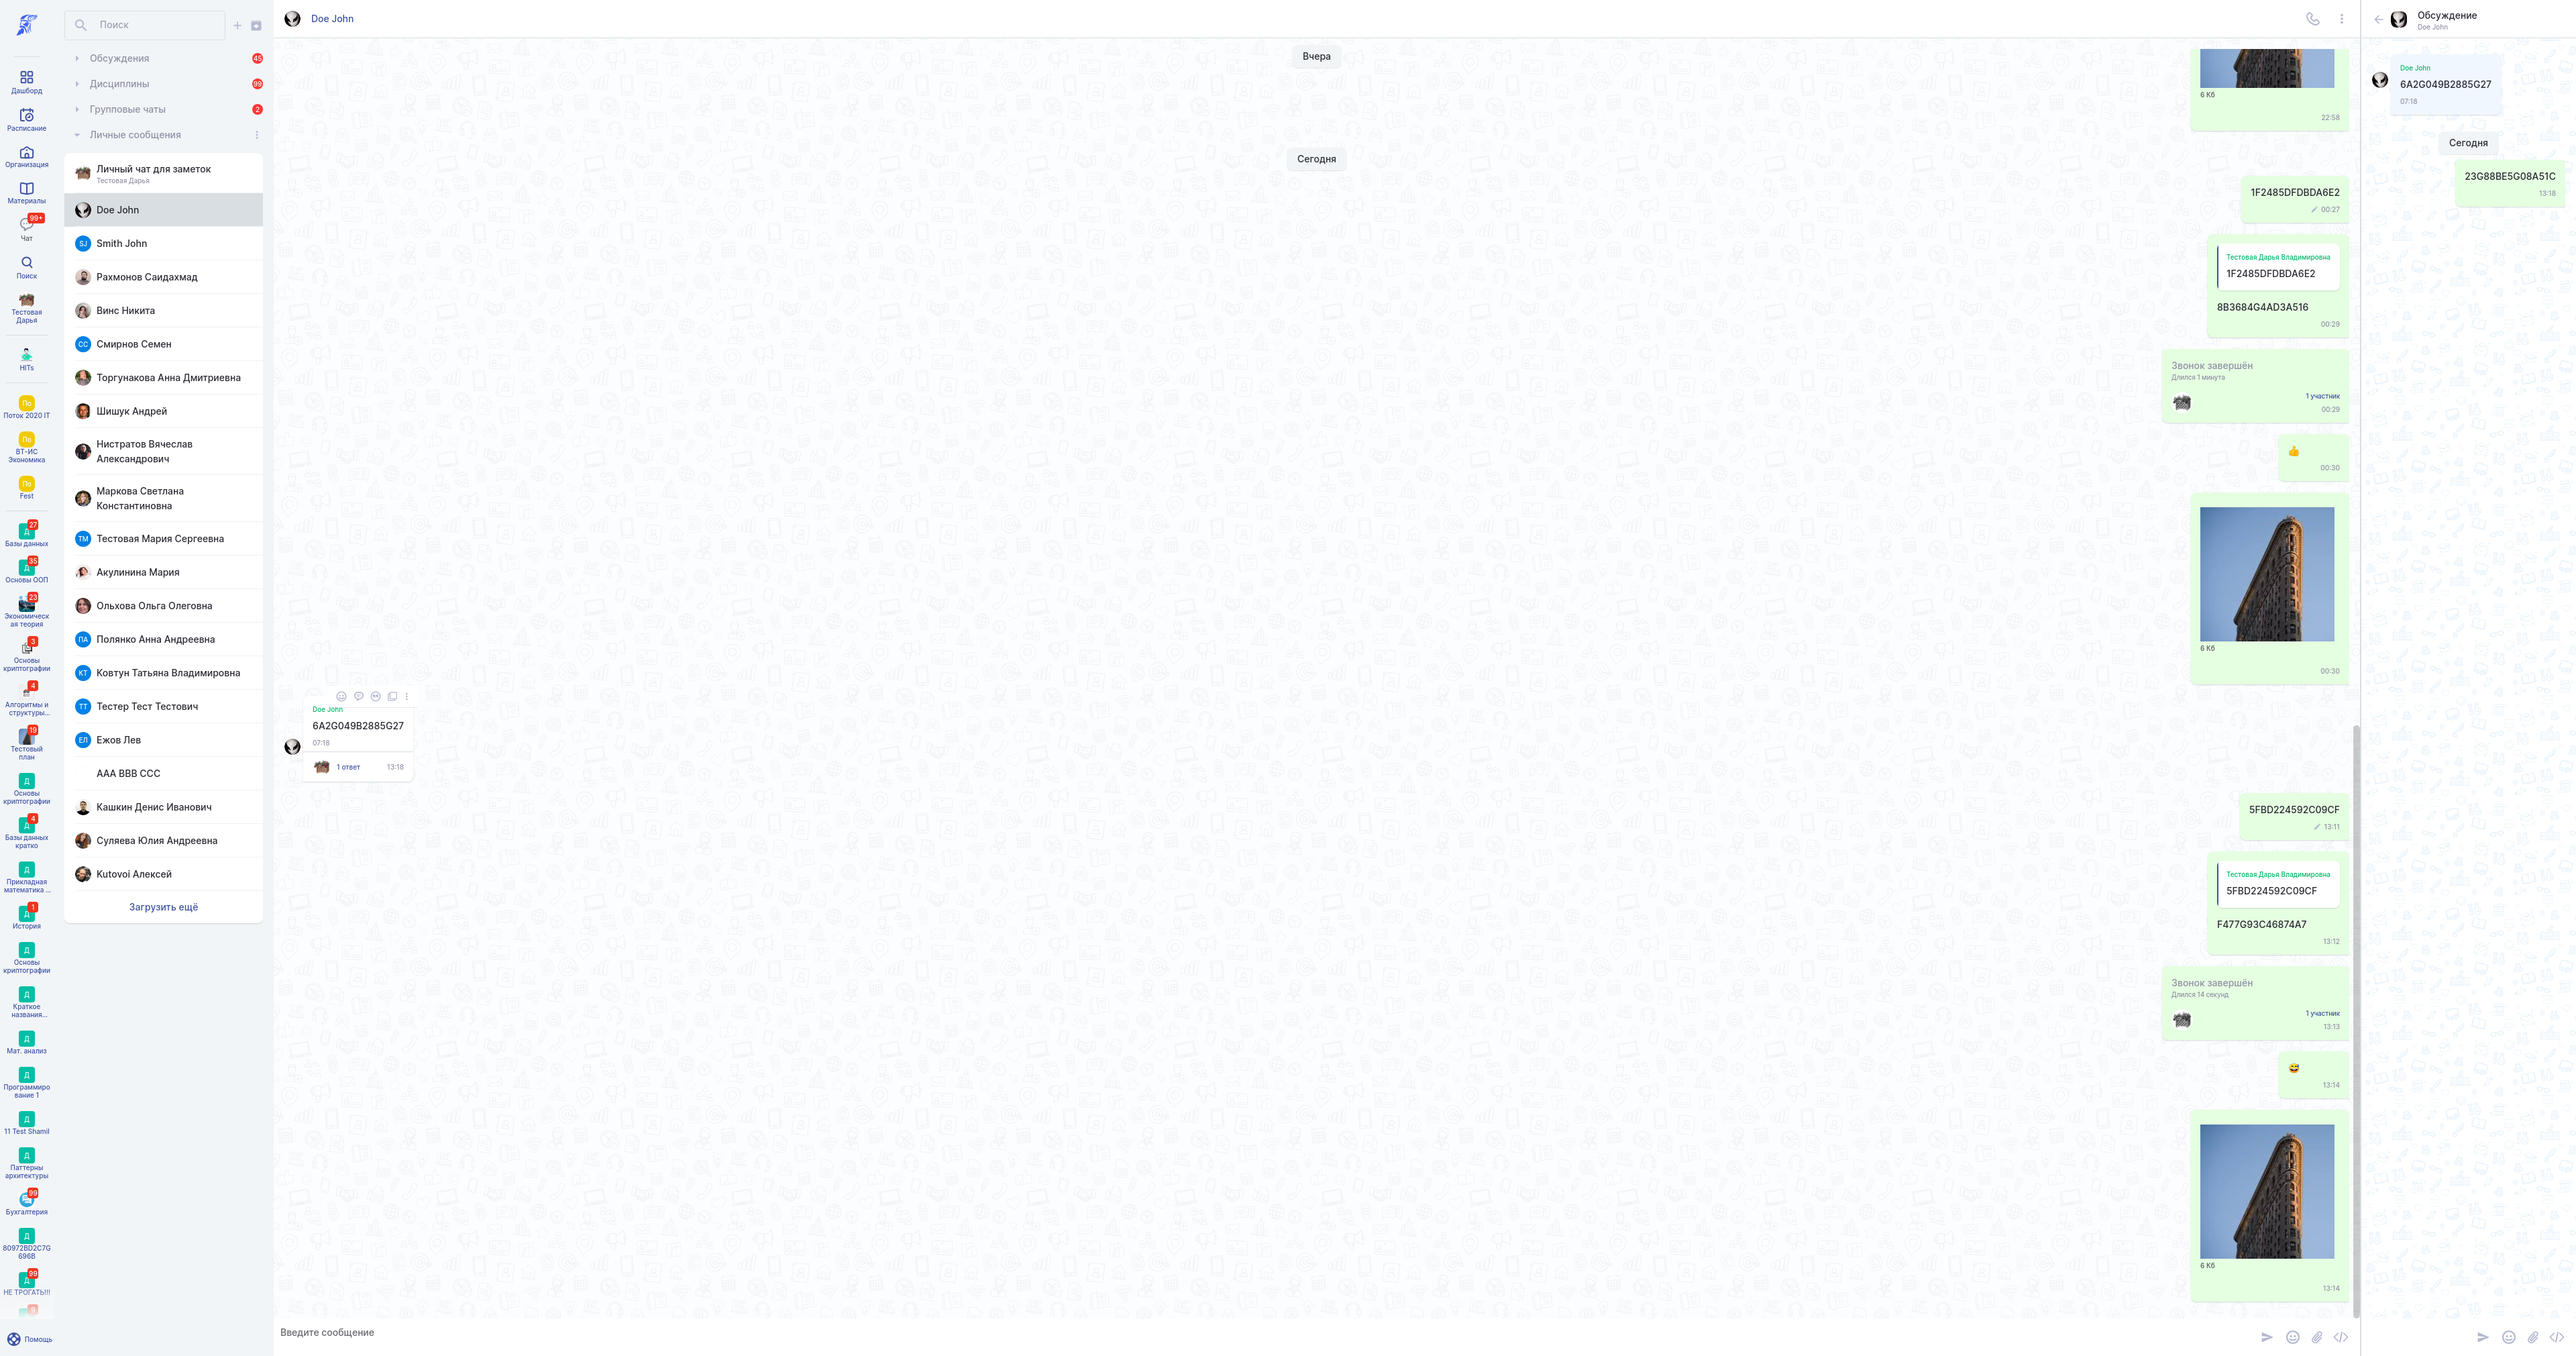 Дашборд
Расписание
Организация
Материалы
99+
Чат
Поиск
Тестовая
Дарья
HITs
По
Поток 2020 IT
По
ВТ-ИС
Экономика
По
Fest
27
Д
Базы данных
35
Д
Основы ООП
23
Экономическ
ая теория
3
Основы
криптографии
4
Алгоритмы и
структуры...
19
Тестовый
план
Д
Основы
криптографии
4
Д
Базы данных
кратко
Д
Прикладная
математика ...
1
Д
История
Д
Основы
криптографии
Д
Краткое
названия...
Д
Мат. анализ
Д
Программиро
вание 1
Д
11 Test Shamil
Д
Паттерны
архитектуры
99
Бухгалтерия
Д
80972BD2C7G
696B
99
Д
НЕ ТРОГАТЬ!!!
Помощь
Поиск
Обсуждения 45
Дисциплины 99
Групповые чаты 2
Личные сообщения
Личный чат для заметок
Тестовая Дарья
Doe John
SJ Smith John
Рахмонов Саидахмад
Винс Никита
СС Смирнов Семен
Торгунакова Анна Дмитриевна
Шишук Андрей
Нистратов Вячеслав
Александрович
Маркова Светлана
Константиновна
ТМ Тестовая Мария Сергеевна
Акулинина Мария
Ольхова Ольга Олеговна
ПА Полянко Анна Андреевна
КТ Ковтун Татьяна Владимировна
ТТ Тестер Тест Тестович
ЕЛ Ежов Лев
AAA BBB CCC
Кашкин Денис Иванович
Суляева Юлия Андреевна
Kutovoi Алексей
Загрузить ещё
Doe John
Вчера
6 Кб
22:58
Сегодня
1F2485DFDBDA6E2
00:27
Тестовая Дарья Владимировна
1F2485DFDBDA6E2
8B3684G4AD3A516
00:29
Звонок завершён
Длился 1 минута
1 участник
00:29
👍
00:30
6 Кб
00:30
Doe John
6A2G049B2885G27
07:18
1 ответ 13:18
5FBD224592C09CF
13:11
Тестовая Дарья Владимировна
5FBD224592C09CF
F477G93C46874A7
13:12
Звонок завершён
Длился 14 секунд
1 участник
13:13
😅
13:14
6 Кб
13:14
Введите сообщение
Обсуждение
Doe John
Doe John
6A2G049B2885G27
07:18
Сегодня
23G88BE5G08A51C
13:18